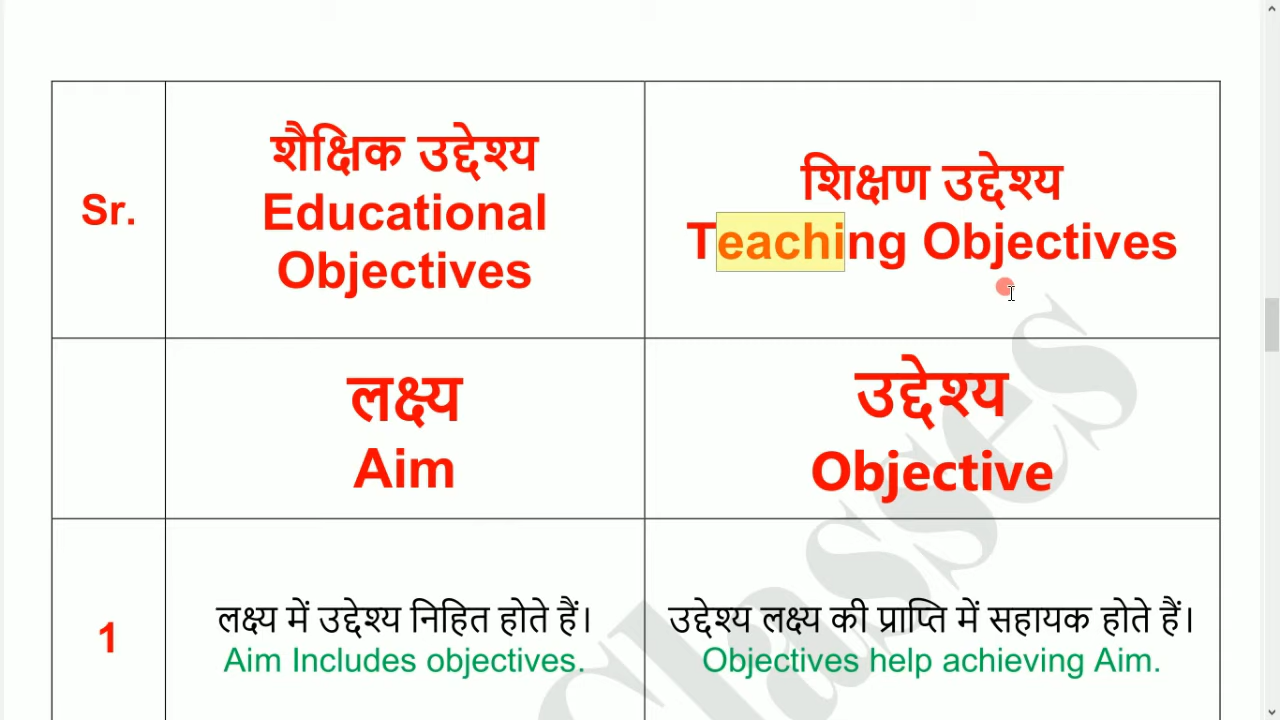 Sr.
शैक्षिक उद्देश्य
Educational
Objectives
शिक्षण उद्देश्य
Teaching Objectives
लक्ष्य
Aim
उद्देश्य
Objective
1
लक्ष्य में उद्देश्य निहित होते हैं।
Aim Includes objectives.
उद्देश्य लक्ष्य की प्राप्ति में सहायक होते हैं।
Objectives help achieving Aim.
Classes